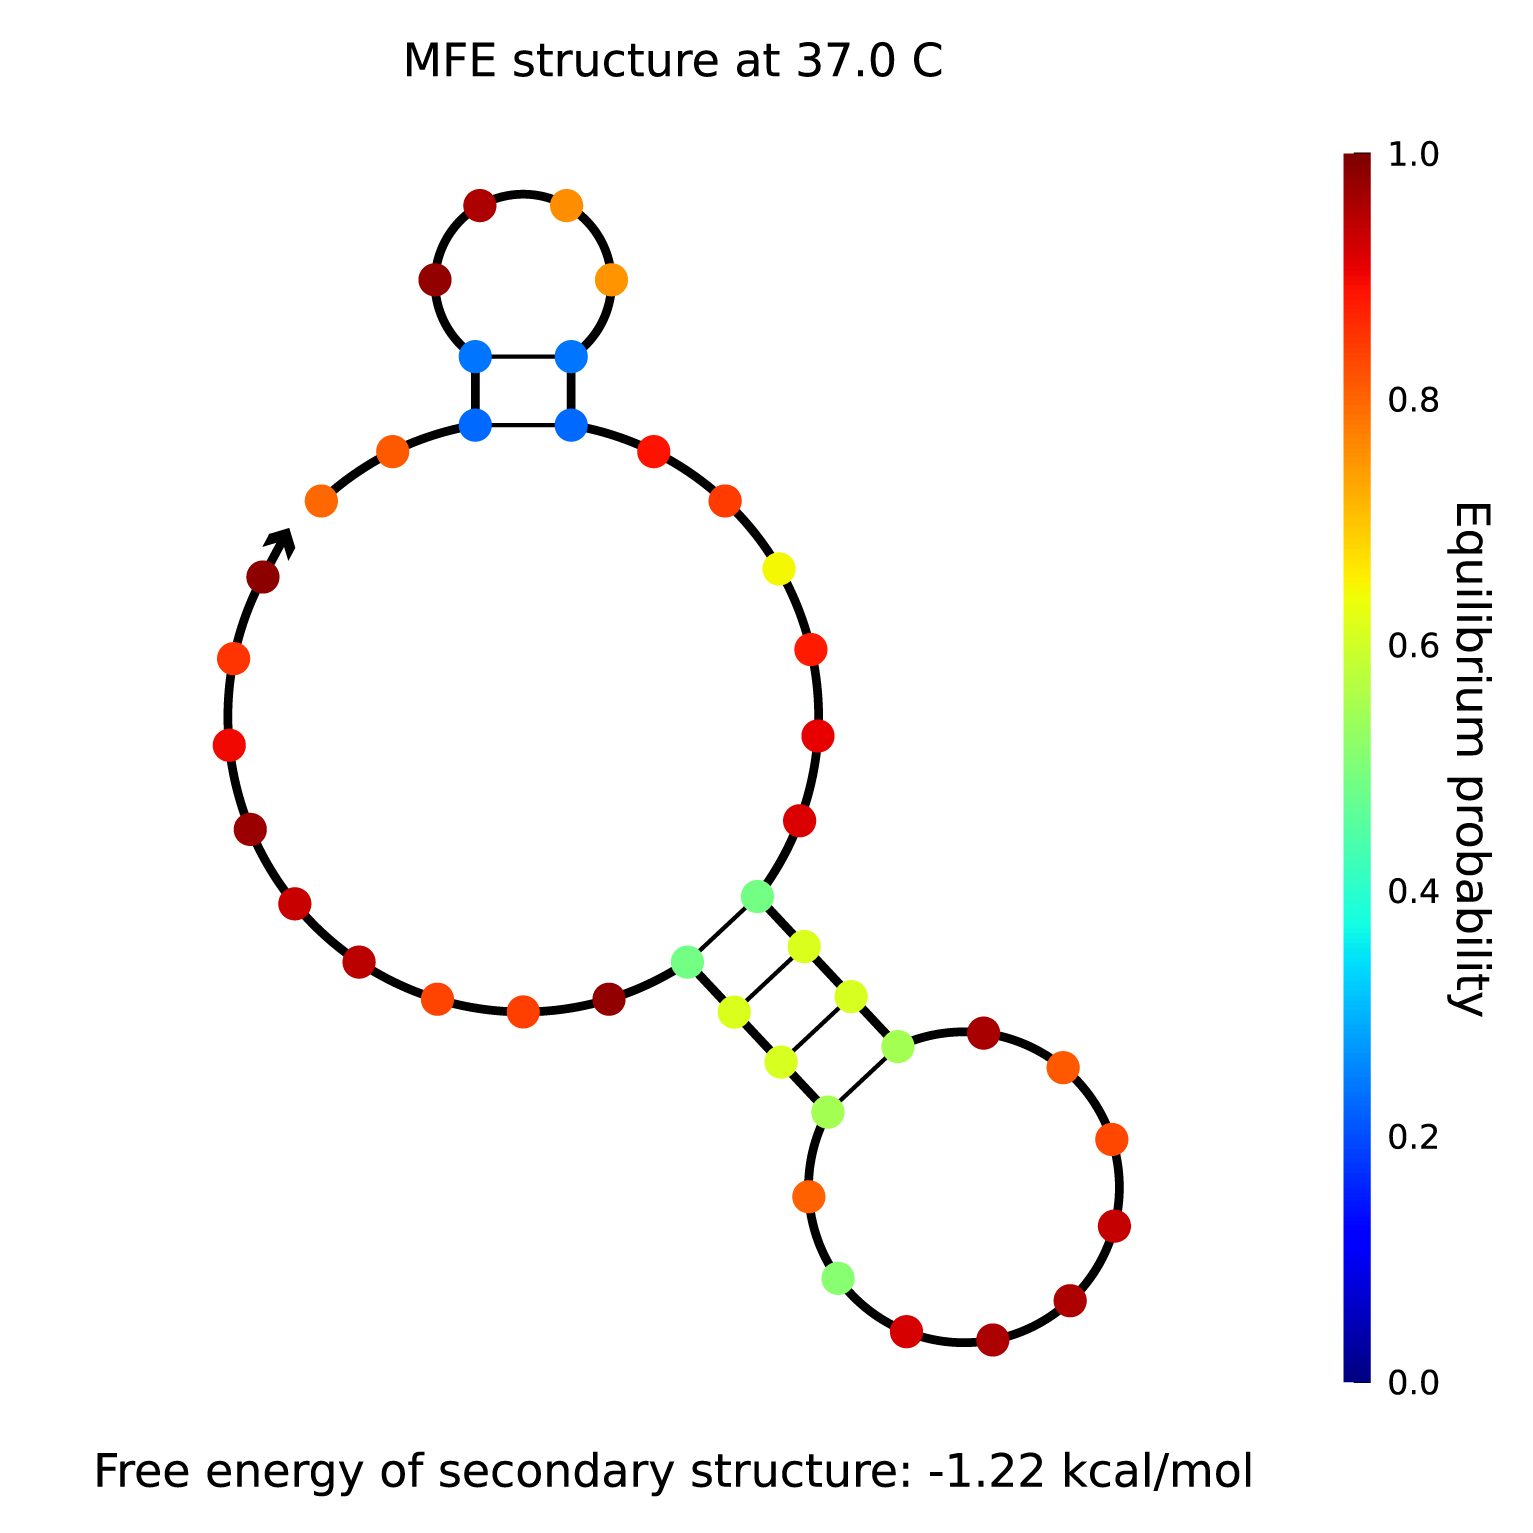 MFE structure at 37.0 C
1.0
0.8
0.6
0.4
0.2
0.0
Equilibrium probability
Free energy of secondary structure: -1.22 kcal/mol